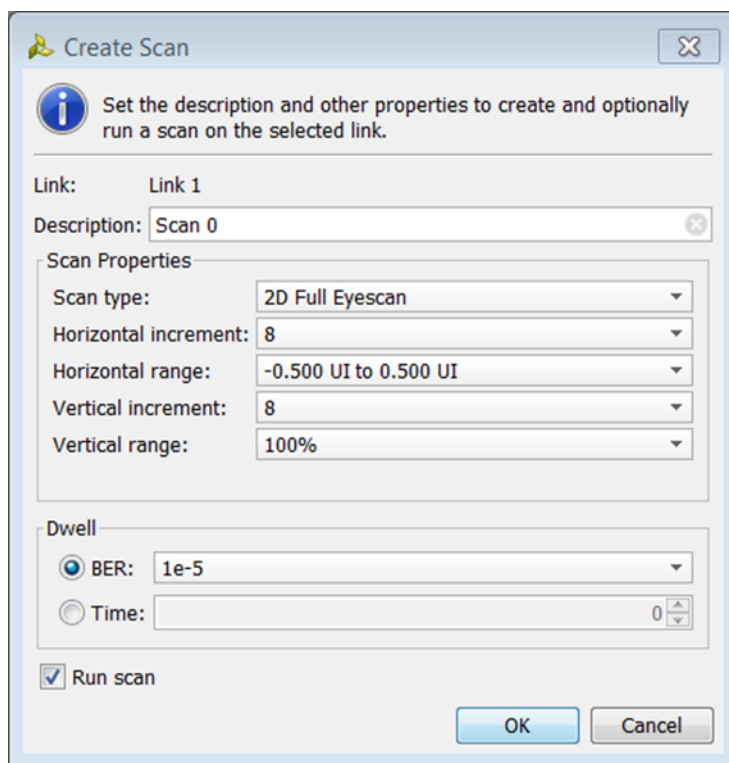 Create Scan
Set the description and other properties to create and optionally
run a scan on the selected link.
Link: Link 1
Description: Scan 0
Scan Properties
Scan type: 2D Full Eyescan
Horizontal increment: 8
Horizontal range: -0.500 UI to 0.500 UI
Vertical increment: 8
Vertical range: 100%
Dwell
BER: 1e-5
Time: 0
Run scan
OK Cancel